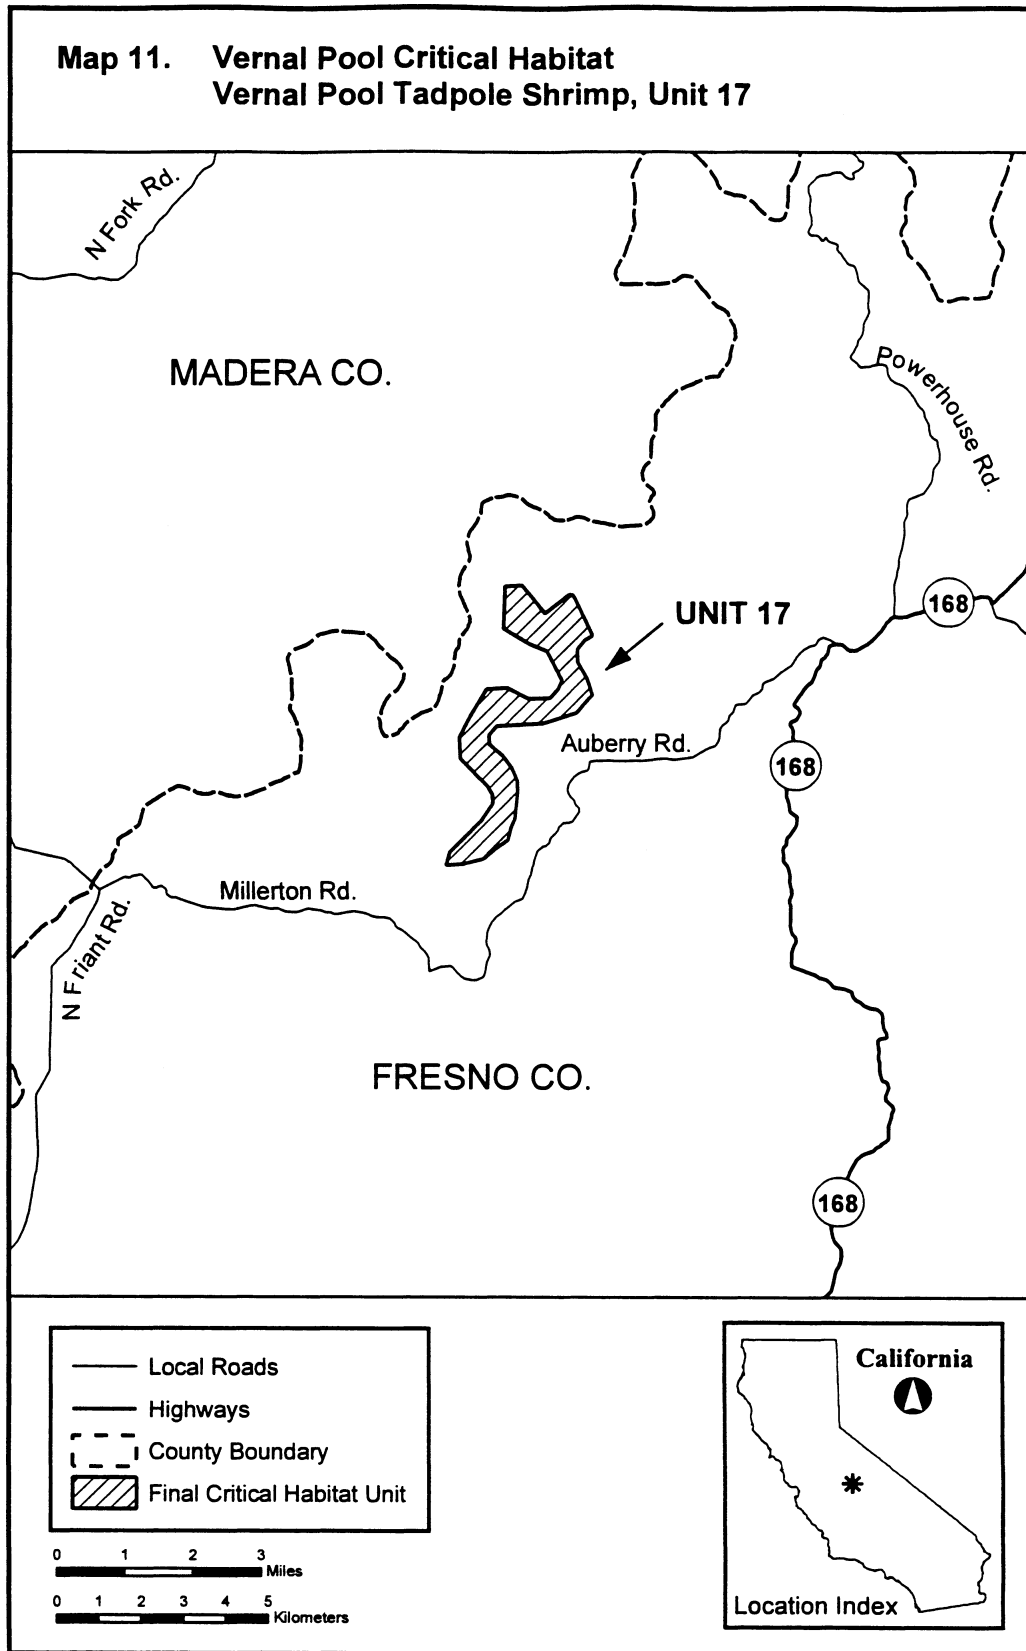 Map 11. Vernal Pool Critical Habitat
Vernal Pool Tadpole Shrimp, Unit 17
N Fork Rd.
MADERA CO.
Powerhouse Rd.
168
UNIT 17
Auberry Rd.
168
Millerton Rd.
N Friant Rd.
FRESNO CO.
168
Local Roads
Highways
County Boundary
Final Critical Habitat Unit
0 1 2 3
Miles
0 1 2 3 4 5
Kilometers
California
Location Index